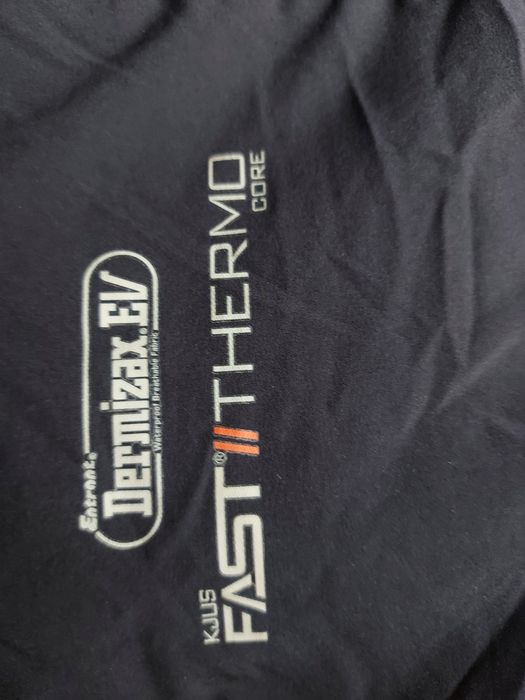 Entrant®
Dermizax® EV
Waterproof Breathable Fabric
KJUS
FAST®//THERMO
CORE